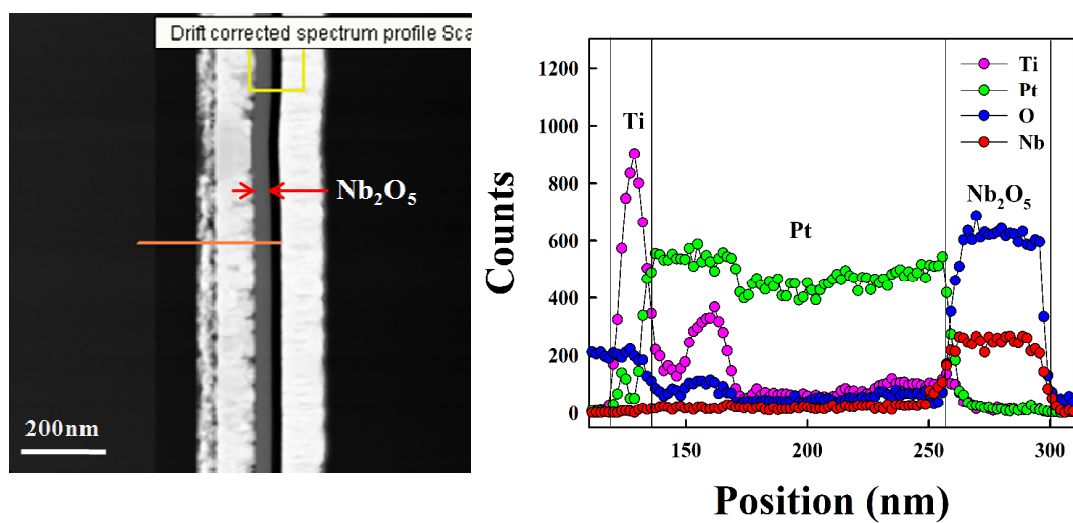 Drift corrected spectrum profile Sca
Nb₂O₅
200nm
1200
1000
800
600
400
200
0
Counts
Ti
Pt
O
Nb
Ti
Pt
Nb₂O₅
150
200
250
300
Position (nm)